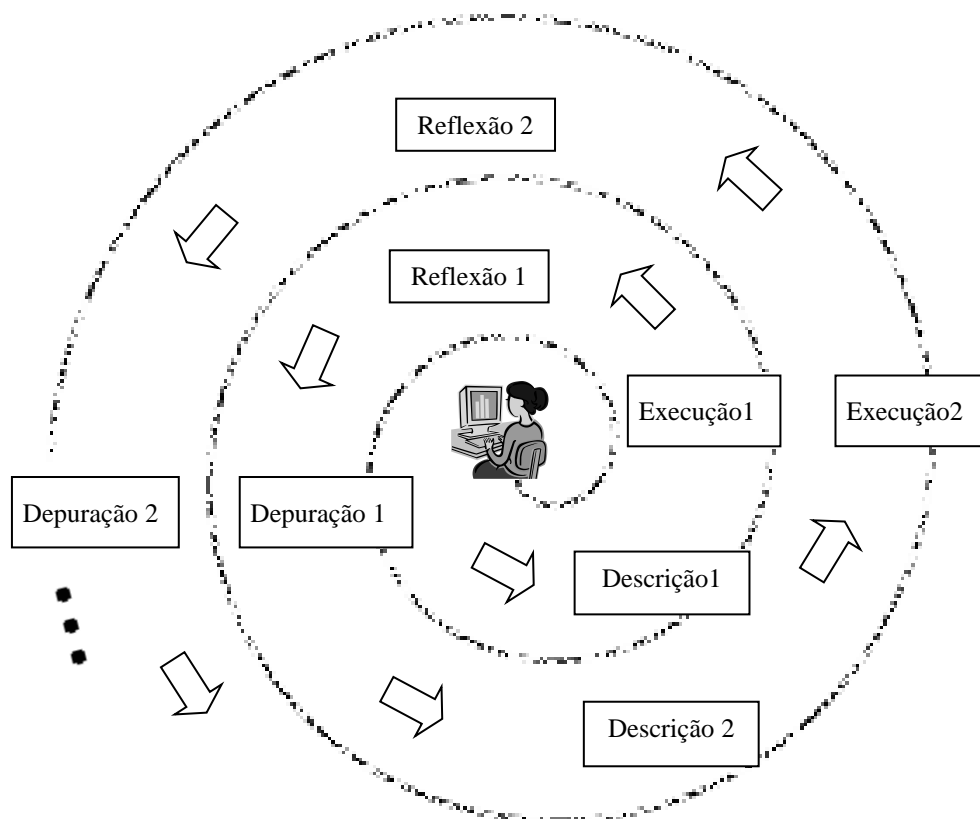 Reflexão 2
Reflexão 1
Execução1
Execução2
Depuração 2
Depuração 1
Descrição1
Descrição 2